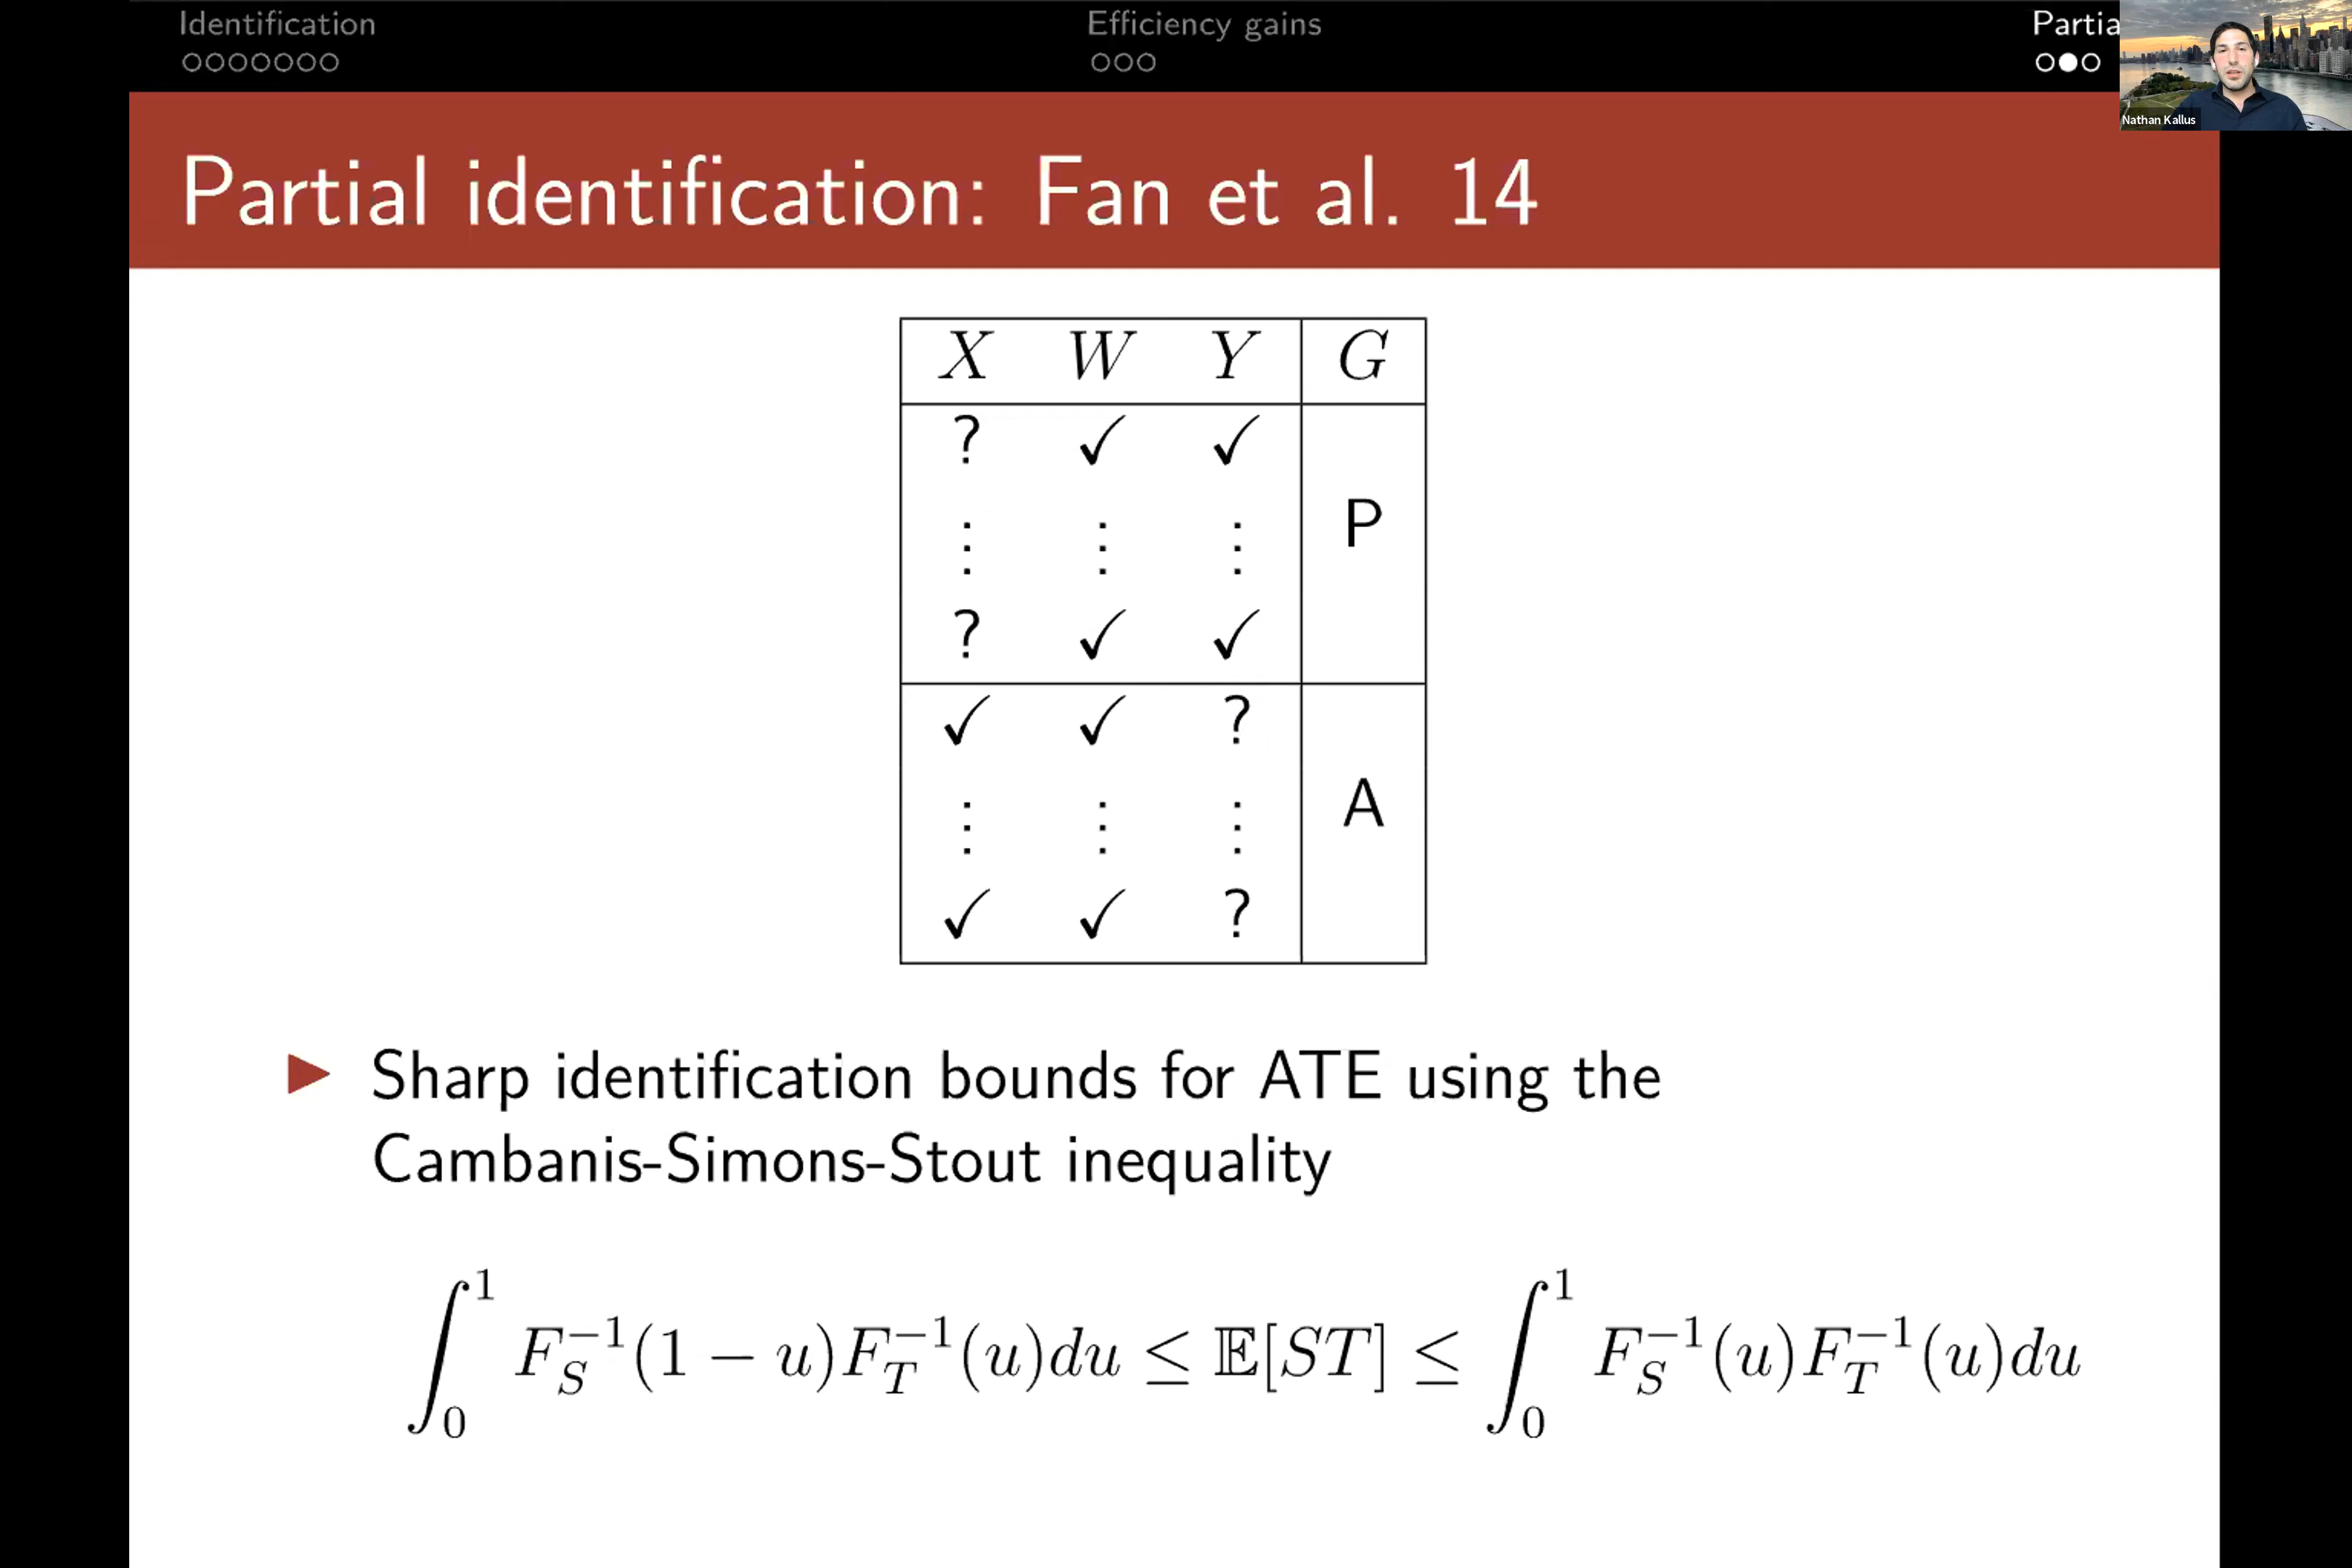 Identification
Efficiency gains
Partia
Nathan Kallus
Partial identification: Fan et al. 14
X W Y G
? ✓ ✓
⋮ ⋮ ⋮ P
? ✓ ✓
✓ ✓ ?
⋮ ⋮ ⋮ A
✓ ✓ ?
▶ Sharp identification bounds for ATE using the
Cambanis-Simons-Stout inequality
∫₀¹ F_S^{-1}(1 − u)F_T^{-1}(u)du ≤ 𝔼[ST] ≤ ∫₀¹ F_S^{-1}(u)F_T^{-1}(u)du